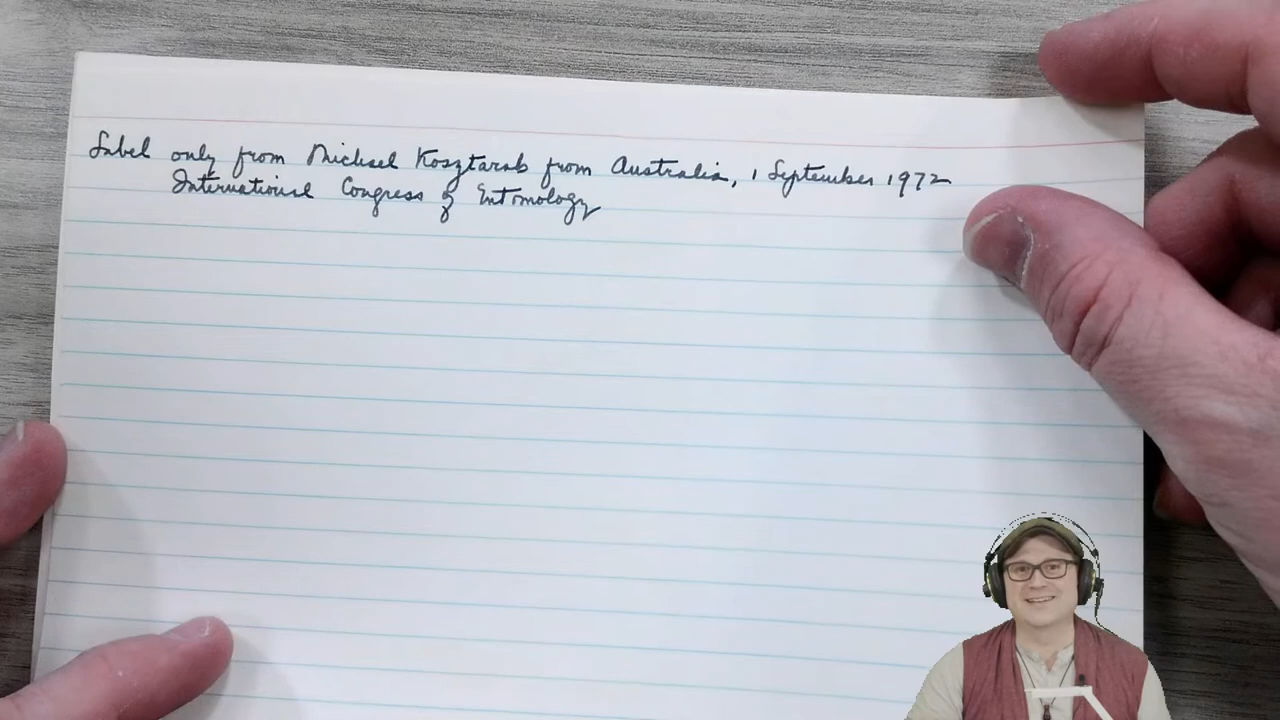 Label only from Michael Kosztarab from Australia, 1 September 1972
International Congress of Entomology